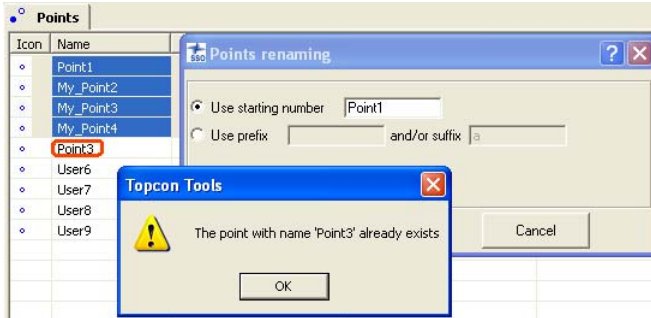 Points
Icon Name
Point1
My_Point2
My_Point3
My_Point4
Point3
User6
User7
User8
User9
SSO Points renaming
Use starting number Point1
Use prefix and/or suffix a
Cancel
Topcon Tools
The point with name 'Point3' already exists
OK